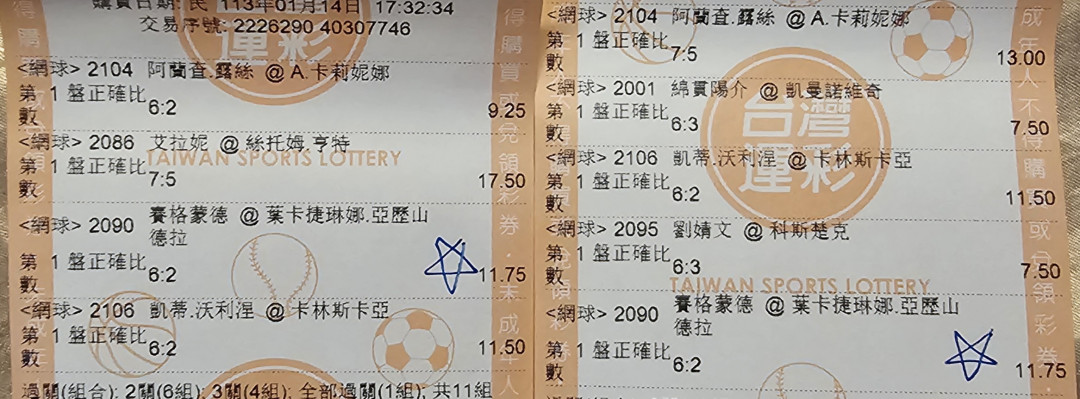 購買日期: 民 113年01月14日 17:32:34
交易序號: 2226290 40307746
<網球> 2104 阿蘭查.露絲 @ A.卡莉妮娜
第 1 盤正確比數 6:2 9.25
<網球> 2086 艾拉妮 @ 絲托姆.亨特
TAIWAN SPORTS LOTTERY
第 1 盤正確比數 7:5 17.50
<網球> 2090 賽格蒙德 @ 葉卡捷琳娜.亞歷山
德拉
第 1 盤正確比數 6:2 11.75
<網球> 2106 凱蒂.沃利涅 @ 卡林斯卡亞
第 1 盤正確比數 6:2 11.50
過關(組合): 2關(6組); 3關(4組); 全部過關(1組); 共11組
<網球> 2104 阿蘭查.露絲 @ A.卡莉妮娜
第 1 盤正確比數 7:5 13.00
<網球> 2001 綿貫陽介 @ 凱曼諾維奇
第 1 盤正確比數 6:3 7.50
台灣
運彩
<網球> 2106 凱蒂.沃利涅 @ 卡林斯卡亞
第 1 盤正確比數 6:2 11.50
<網球> 2095 劉婧文 @ 科斯楚克
第 1 盤正確比數 6:3 7.50
TAIWAN SPORTS LOTTERY
<網球> 2090 賽格蒙德 @ 葉卡捷琳娜.亞歷山
德拉
第 1 盤正確比數 6:2 11.75